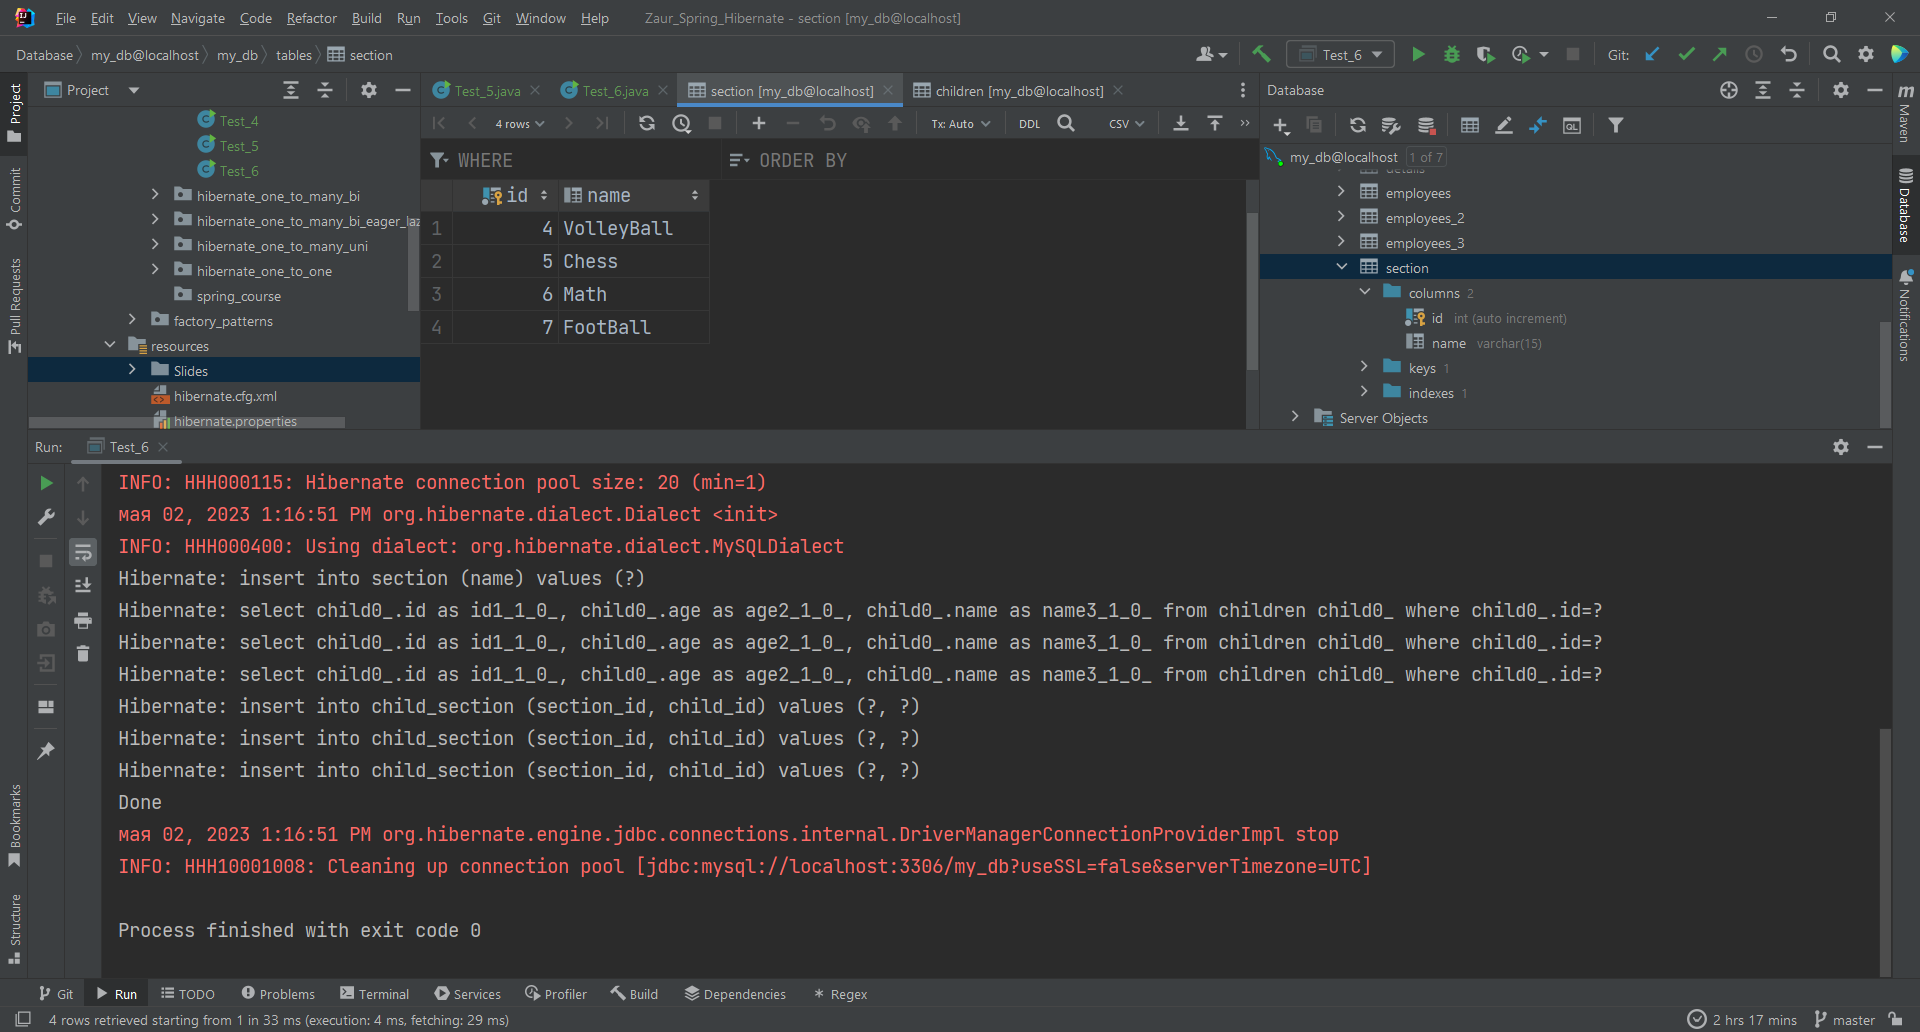 File Edit View Navigate Code Refactor Build Run Tools Git Window Help Zaur_Spring_Hibernate - section [my_db@localhost]
Database my_db@localhost my_db tables section
Test_6 Git:
Project
Test_4
Test_5
Test_6
hibernate_one_to_many_bi
hibernate_one_to_many_bi_eager_laz
hibernate_one_to_many_uni
hibernate_one_to_one
spring_course
factory_patterns
resources
Slides
hibernate.cfg.xml
hibernate.properties
Test_5.java Test_6.java section [my_db@localhost] children [my_db@localhost]
4 rows Tx: Auto DDL CSV
WHERE ORDER BY
id name
1 4 VolleyBall
2 5 Chess
3 6 Math
4 7 FootBall
Database
my_db@localhost 1 of 7
details
employees
employees_2
employees_3
section
columns 2
id int (auto increment)
name varchar(15)
keys 1
indexes 1
Server Objects
Project
Commit
Pull Requests
Bookmarks
Structure
m
Maven
Database
Notifications
Run: Test_6
INFO: HHH000115: Hibernate connection pool size: 20 (min=1)
мая 02, 2023 1:16:51 PM org.hibernate.dialect.Dialect <init>
INFO: HHH000400: Using dialect: org.hibernate.dialect.MySQLDialect
Hibernate: insert into section (name) values (?)
Hibernate: select child0_.id as id1_1_0_, child0_.age as age2_1_0_, child0_.name as name3_1_0_ from children child0_ where child0_.id=?
Hibernate: select child0_.id as id1_1_0_, child0_.age as age2_1_0_, child0_.name as name3_1_0_ from children child0_ where child0_.id=?
Hibernate: select child0_.id as id1_1_0_, child0_.age as age2_1_0_, child0_.name as name3_1_0_ from children child0_ where child0_.id=?
Hibernate: insert into child_section (section_id, child_id) values (?, ?)
Hibernate: insert into child_section (section_id, child_id) values (?, ?)
Hibernate: insert into child_section (section_id, child_id) values (?, ?)
Done
мая 02, 2023 1:16:51 PM org.hibernate.engine.jdbc.connections.internal.DriverManagerConnectionProviderImpl stop
INFO: HHH10001008: Cleaning up connection pool [jdbc:mysql://localhost:3306/my_db?useSSL=false&serverTimezone=UTC]
Process finished with exit code 0
Git Run TODO Problems Terminal Services Profiler Build Dependencies Regex
4 rows retrieved starting from 1 in 33 ms (execution: 4 ms, fetching: 29 ms) 2 hrs 17 mins master